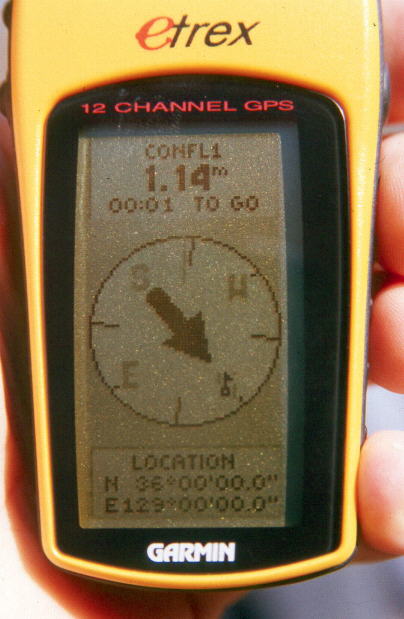 etrex
12 CHANNEL GPS
CONFL1
1.14m
00:01 TO GO
S W
E
LOCATION
N 36°00'00.0"
E129°00'00.0"
GARMIN